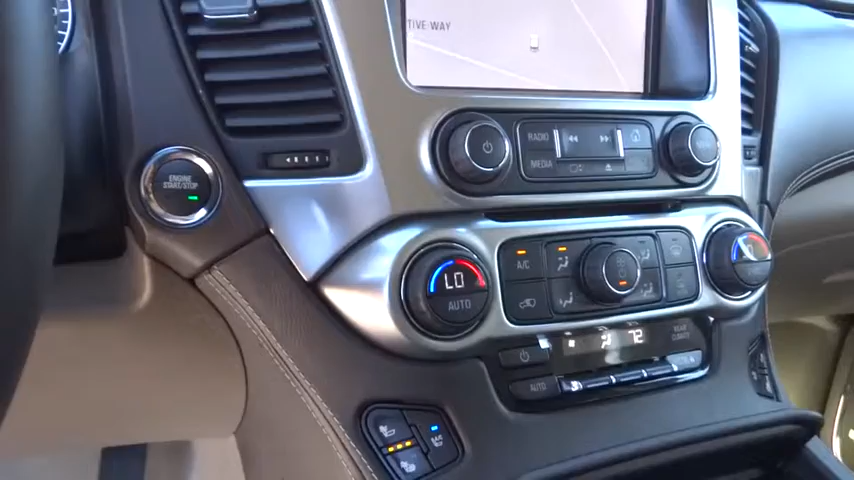 TIVE WAY
RADIO
MEDIA
ENGINE
START/STOP
A/C
LO
AUTO
72
REAR
CLIMATE
AUTO